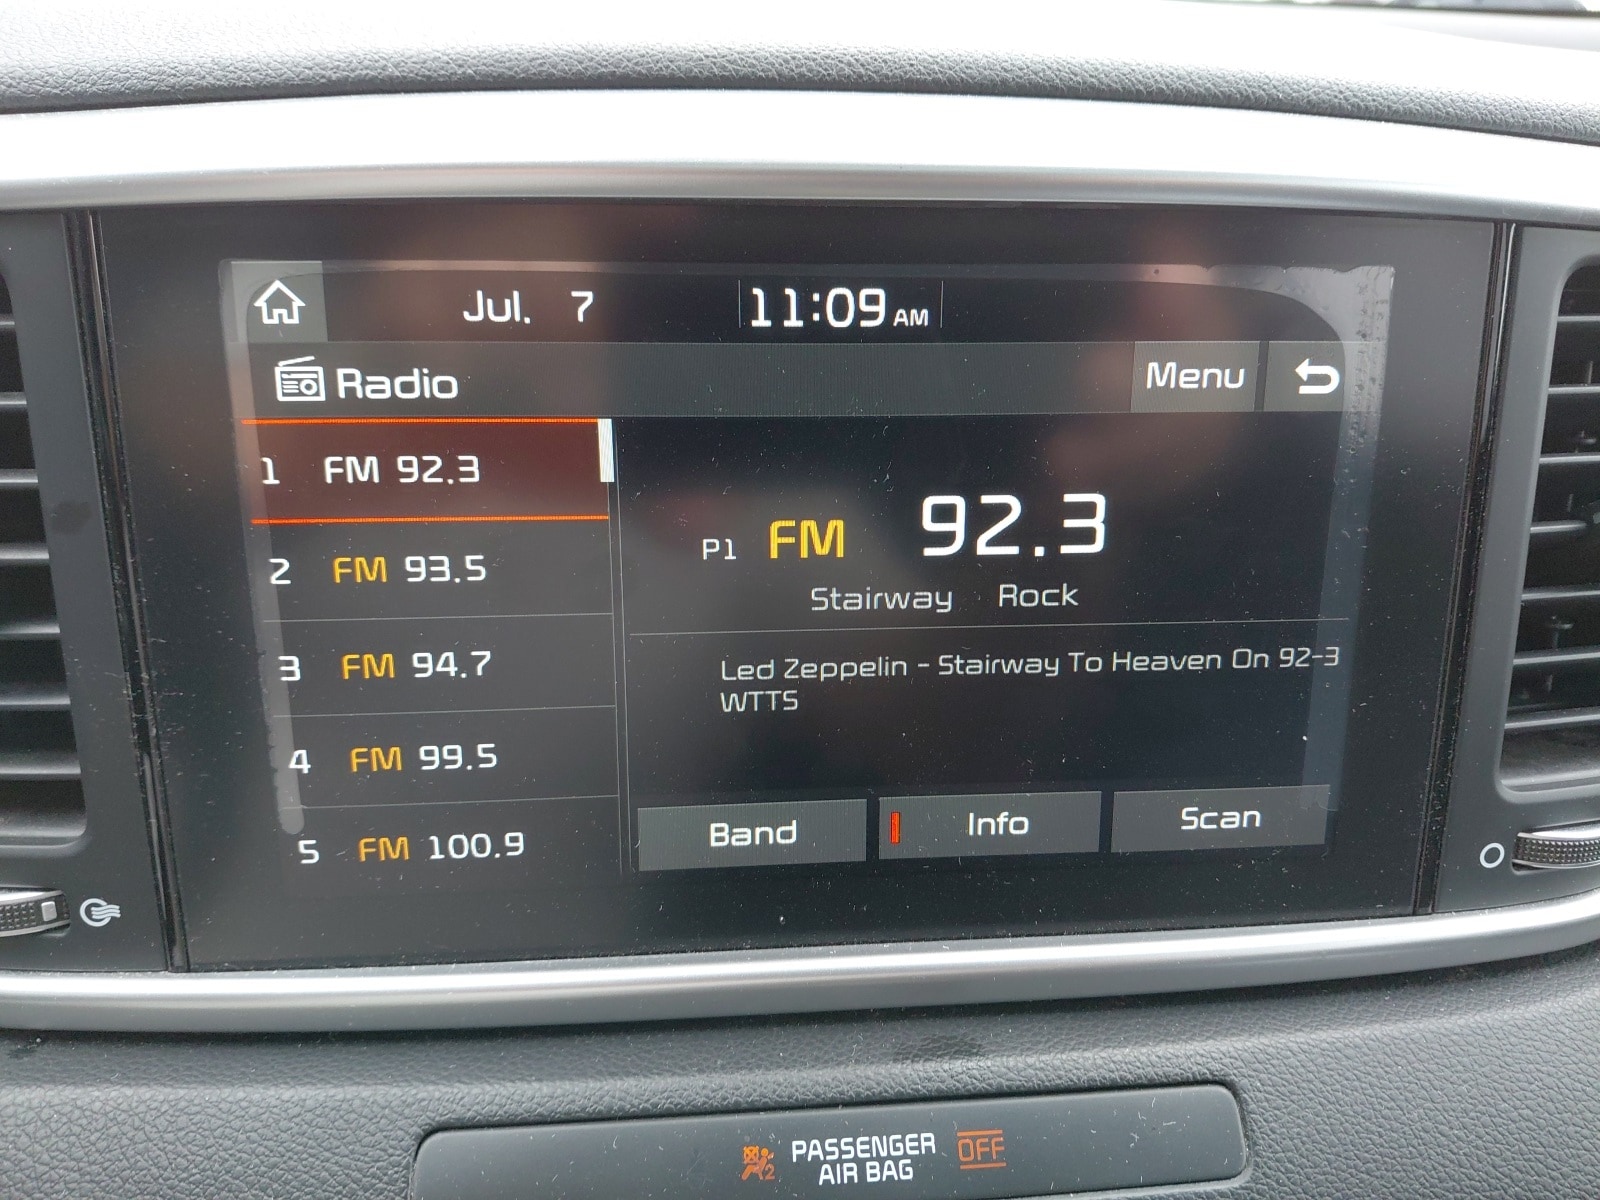 Jul. 7 11:09 AM
Radio Menu
1 FM 92.3
2 FM 93.5
3 FM 94.7
4 FM 99.5
5 FM 100.9
P1 FM 92.3
Stairway Rock
Led Zeppelin - Stairway To Heaven On 92-3
WTTS
Band Info Scan
PASSENGER
AIR BAG
OFF
2